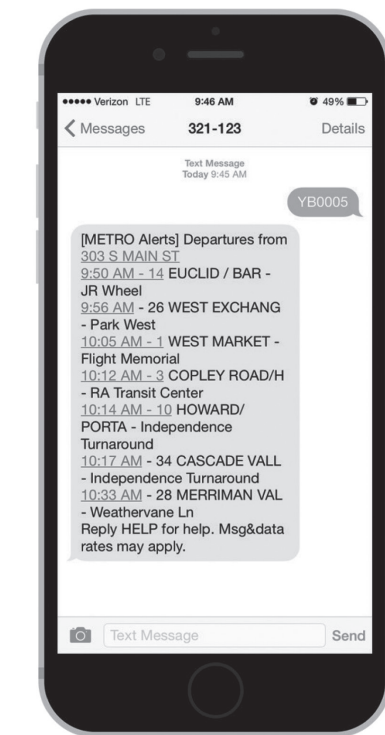 ●●●●● Verizon LTE 9:46 AM 49%
Messages 321-123 Details
Text Message
Today 9:45 AM
YB0005
[METRO Alerts] Departures from
303 S MAIN ST
9:50 AM - 14 EUCLID / BAR -
JR Wheel
9:56 AM - 26 WEST EXCHANG
- Park West
10:05 AM - 1 WEST MARKET -
Flight Memorial
10:12 AM - 3 COPLEY ROAD/H
- RA Transit Center
10:14 AM - 10 HOWARD/
PORTA - Independence
Turnaround
10:17 AM - 34 CASCADE VALL
- Independence Turnaround
10:33 AM - 28 MERRIMAN VAL
- Weathervane Ln
Reply HELP for help. Msg&data
rates may apply.
Text Message Send